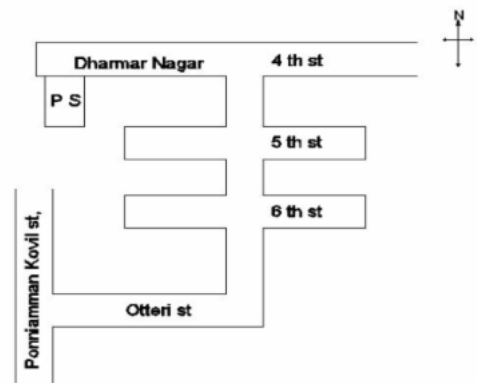 N
Dharmar Nagar 4 th st
P S
5 th st
6 th st
Ponniamman Kovil st,
Otteri st